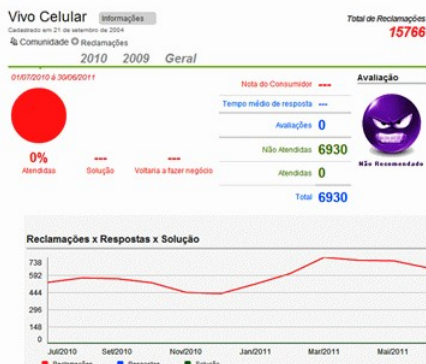 Vivo Celular Informações
Cadastrado em 21 de setembro de 2004
Comunidade Reclamações
Total de Reclamações
15766
2010 2009 Geral
01/07/2010 á 30/06/2011
0%
Atendidas
---
Solução
---
Voltaria a fazer negócio
Nota do Consumidor ---
Tempo médio de resposta ---
Avaliações 0
Não Atendidas 6930
Atendidas 0
Total 6930
Avaliação
Não Recomendado
Reclamações x Respostas x Solução
738
592
444
296
148
0
Jul/2010 Set/2010 Nov/2010 Jan/2011 Mar/2011 Mai/2011
Reclamações Respostas Solução